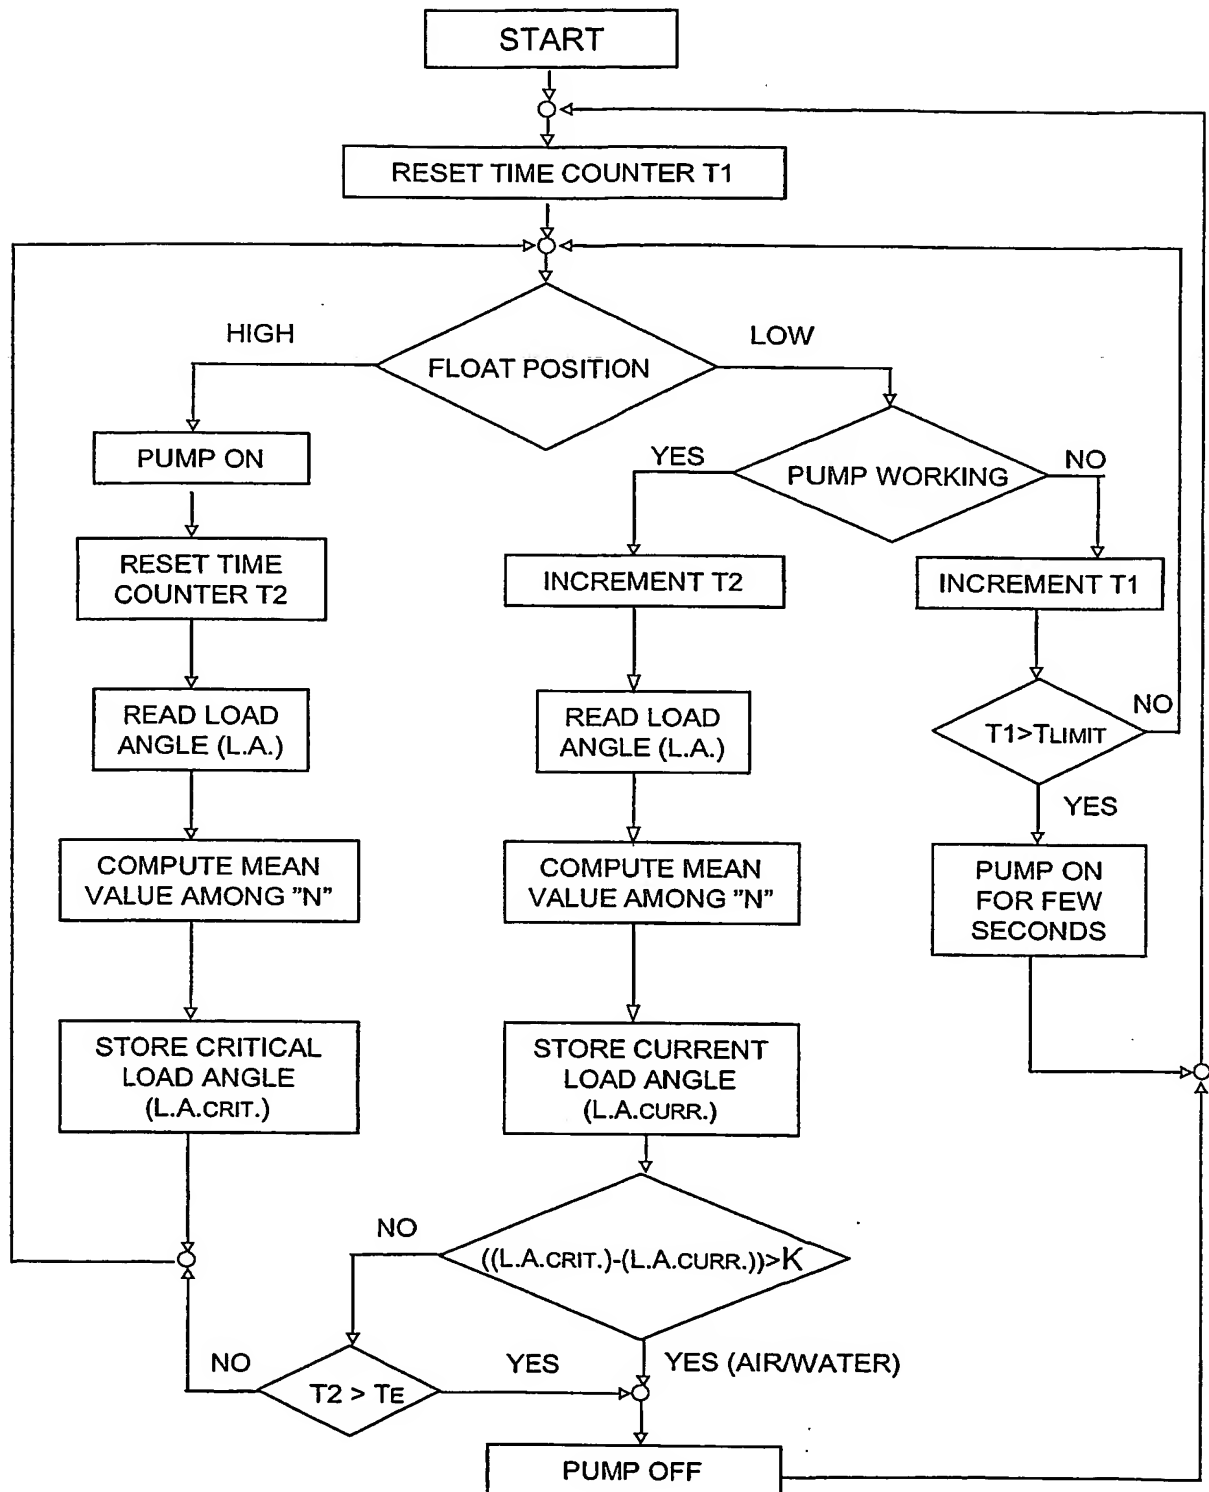 START
RESET TIME COUNTER T1
HIGH
LOW
FLOAT POSITION
PUMP ON
YES
PUMP WORKING
NO
RESET TIME
COUNTER T2
INCREMENT T2
INCREMENT T1
READ LOAD
ANGLE (L.A.)
READ LOAD
ANGLE (L.A.)
T1>TLIMIT
NO
YES
COMPUTE MEAN
VALUE AMONG "N"
COMPUTE MEAN
VALUE AMONG "N"
PUMP ON
FOR FEW
SECONDS
STORE CRITICAL
LOAD ANGLE
(L.A.CRIT.)
STORE CURRENT
LOAD ANGLE
(L.A.CURR.)
NO
((L.A.CRIT.)-(L.A.CURR.))>K
NO
YES
YES (AIR/WATER)
T2 > TE
PUMP OFF